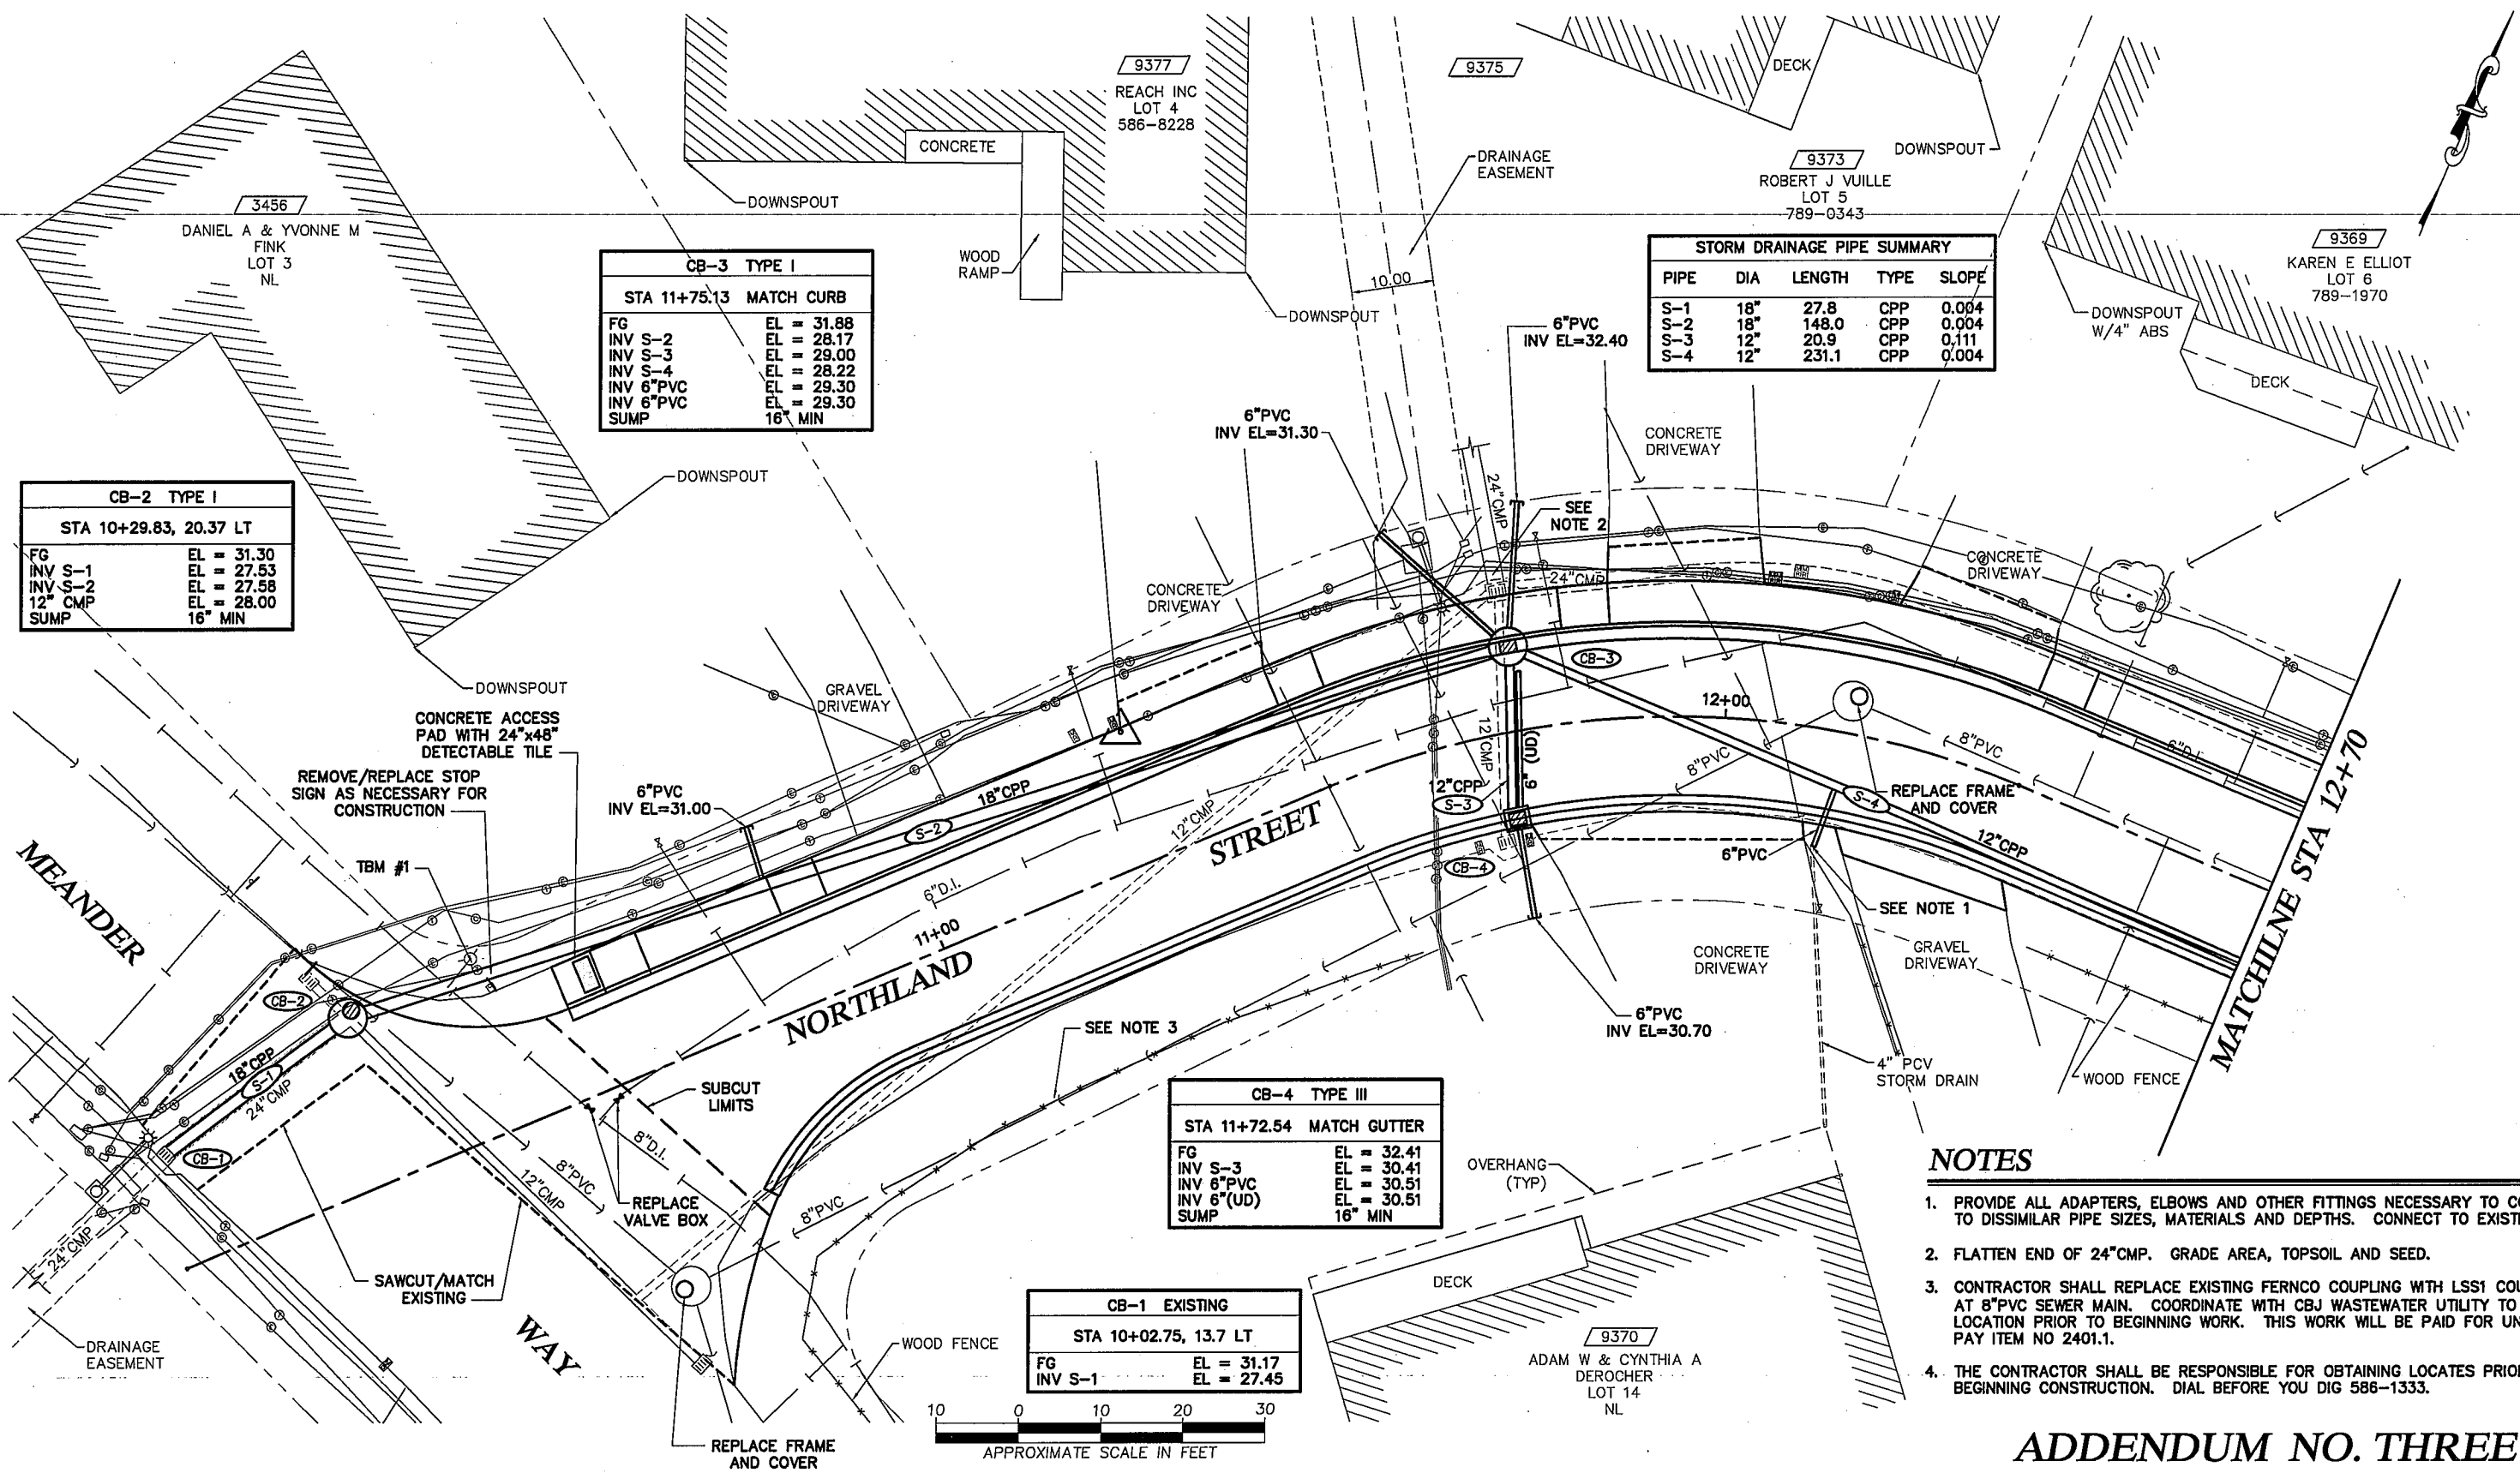 9377
REACH INC
LOT 4
586-8228
9375
DECK
CONCRETE
DRAINAGE
EASEMENT
9373
ROBERT J VUILLE
LOT 5
789-0343
DOWNSPOUT
3456
DANIEL A & YVONNE M
FINK
LOT 3
NL
DOWNSPOUT
WOOD
RAMP
10.00
DOWNSPOUT
9369
KAREN E ELLIOT
LOT 6
789-1970
DOWNSPOUT
W/4" ABS
DECK
CB-3 TYPE I
STA 11+75.13 MATCH CURB
FG EL = 31.88
INV S-2 EL = 28.17
INV S-3 EL = 29.00
INV S-4 EL = 28.22
INV 6"PVC EL = 29.30
INV 6"PVC EL = 29.30
SUMP 16" MIN
STORM DRAINAGE PIPE SUMMARY
PIPE DIA LENGTH TYPE SLOPE
S-1 18" 27.8 CPP 0.004
S-2 18" 148.0 CPP 0.004
S-3 12" 20.9 CPP 0.111
S-4 12" 231.1 CPP 0.004
6"PVC
INV EL=32.40
6"PVC
INV EL=31.30
CONCRETE
DRIVEWAY
DOWNSPOUT
CB-2 TYPE I
STA 10+29.83, 20.37 LT
FG EL = 31.30
INV S-1 EL = 27.53
INV S-2 EL = 27.58
12" CMP EL = 28.00
SUMP 16" MIN
24"CMP
SEE
NOTE 2
24"CMP
CONCRETE
DRIVEWAY
CONCRETE
DRIVEWAY
DOWNSPOUT
GRAVEL
DRIVEWAY
CB-3
12+00
CONCRETE ACCESS
PAD WITH 24"x48"
DETECTABLE TILE
REMOVE/REPLACE STOP
SIGN AS NECESSARY FOR
CONSTRUCTION
6"PVC
INV EL=31.00
18"CPP
S-2
12"CMP
12"CMP
12"CPP
S-3
6"
(UD)
8"PVC
8"PVC
6"D.I.
REPLACE FRAME
AND COVER
S-4
12"CPP
MATCHILNE STA 12+70
TBM #1
MEANDER
6"D.I.
11+00
NORTHLAND
STREET
CB-4
6"PVC
SEE NOTE 1
CONCRETE
DRIVEWAY
GRAVEL
DRIVEWAY
CB-2
6"PVC
INV EL=30.70
SEE NOTE 3
4" PCV
STORM DRAIN
WOOD FENCE
18"CPP
S-1
24"CMP
CB-1
SUBCUT
LIMITS
8"D.I.
8"PVC
12"CMP
REPLACE
VALVE BOX
8"PVC
24"CMP
SAWCUT/MATCH
EXISTING
WAY
DRAINAGE
EASEMENT
WOOD FENCE
REPLACE FRAME
AND COVER
CB-4 TYPE III
STA 11+72.54 MATCH GUTTER
FG EL = 32.41
INV S-3 EL = 30.41
INV 6"PVC EL = 30.51
INV 6"(UD) EL = 30.51
SUMP 16" MIN
OVERHANG
(TYP)
DECK
CB-1 EXISTING
STA 10+02.75, 13.7 LT
FG EL = 31.17
INV S-1 EL = 27.45
9370
ADAM W & CYNTHIA A
DEROCHER
LOT 14
NL
10 0 10 20 30
APPROXIMATE SCALE IN FEET
NOTES
1. PROVIDE ALL ADAPTERS, ELBOWS AND OTHER FITTINGS NECESSARY TO
TO DISSIMILAR PIPE SIZES, MATERIALS AND DEPTHS. CONNECT TO
2. FLATTEN END OF 24"CMP. GRADE AREA, TOPSOIL AND SEED.
3. CONTRACTOR SHALL REPLACE EXISTING FERNCO COUPLING WITH LSS1
AT 8"PVC SEWER MAIN. COORDINATE WITH CBJ WASTEWATER UTILITY TO
LOCATION PRIOR TO BEGINNING WORK. THIS WORK WILL BE PAID FOR
PAY ITEM NO 2401.1.
4. THE CONTRACTOR SHALL BE RESPONSIBLE FOR OBTAINING LOCATES
BEGINNING CONSTRUCTION. DIAL BEFORE YOU DIG 586-1333.
ADDENDUM NO. THREE